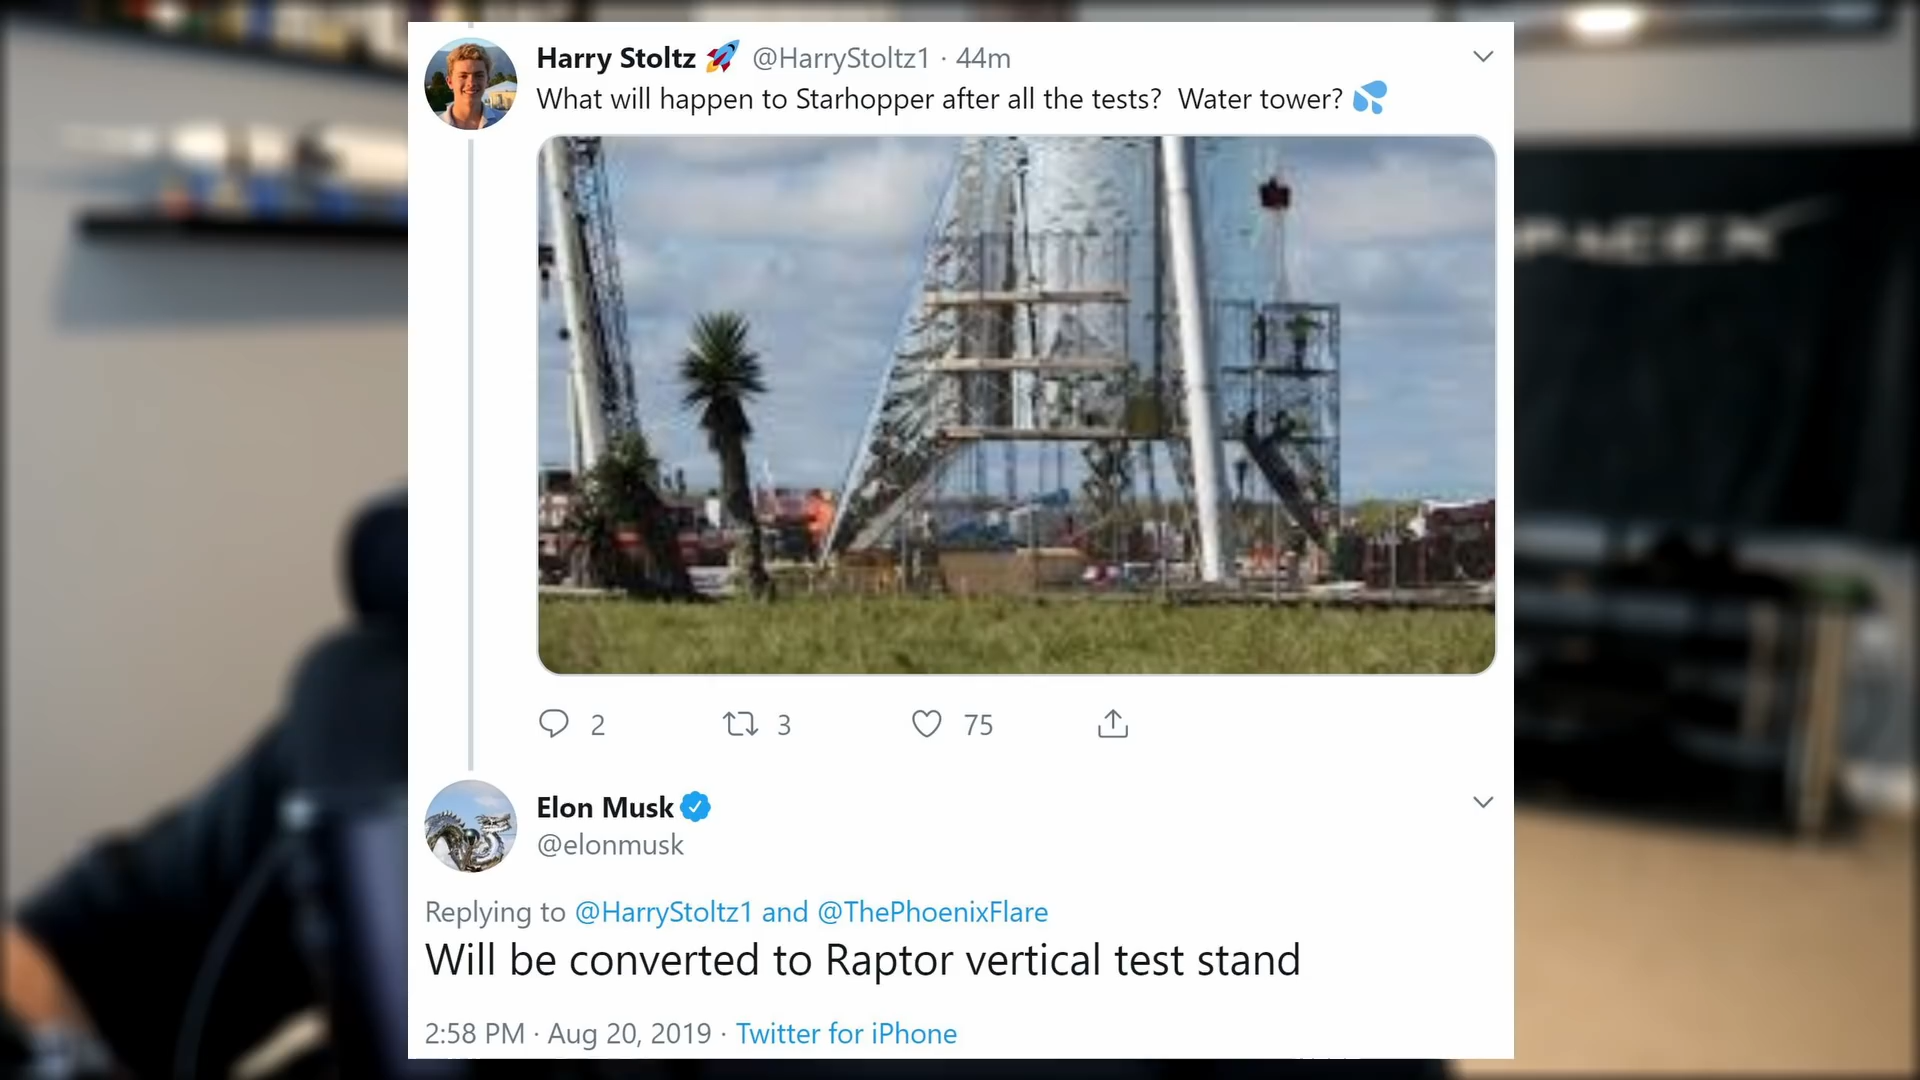 Harry Stoltz 🚀 @HarryStoltz1 · 44m
What will happen to Starhopper after all the tests? Water tower? 💦
2 3 75
Elon Musk
@elonmusk
Replying to @HarryStoltz1 and @ThePhoenixFlare
Will be converted to Raptor vertical test stand
2:58 PM · Aug 20, 2019 · Twitter for iPhone
SPACEX